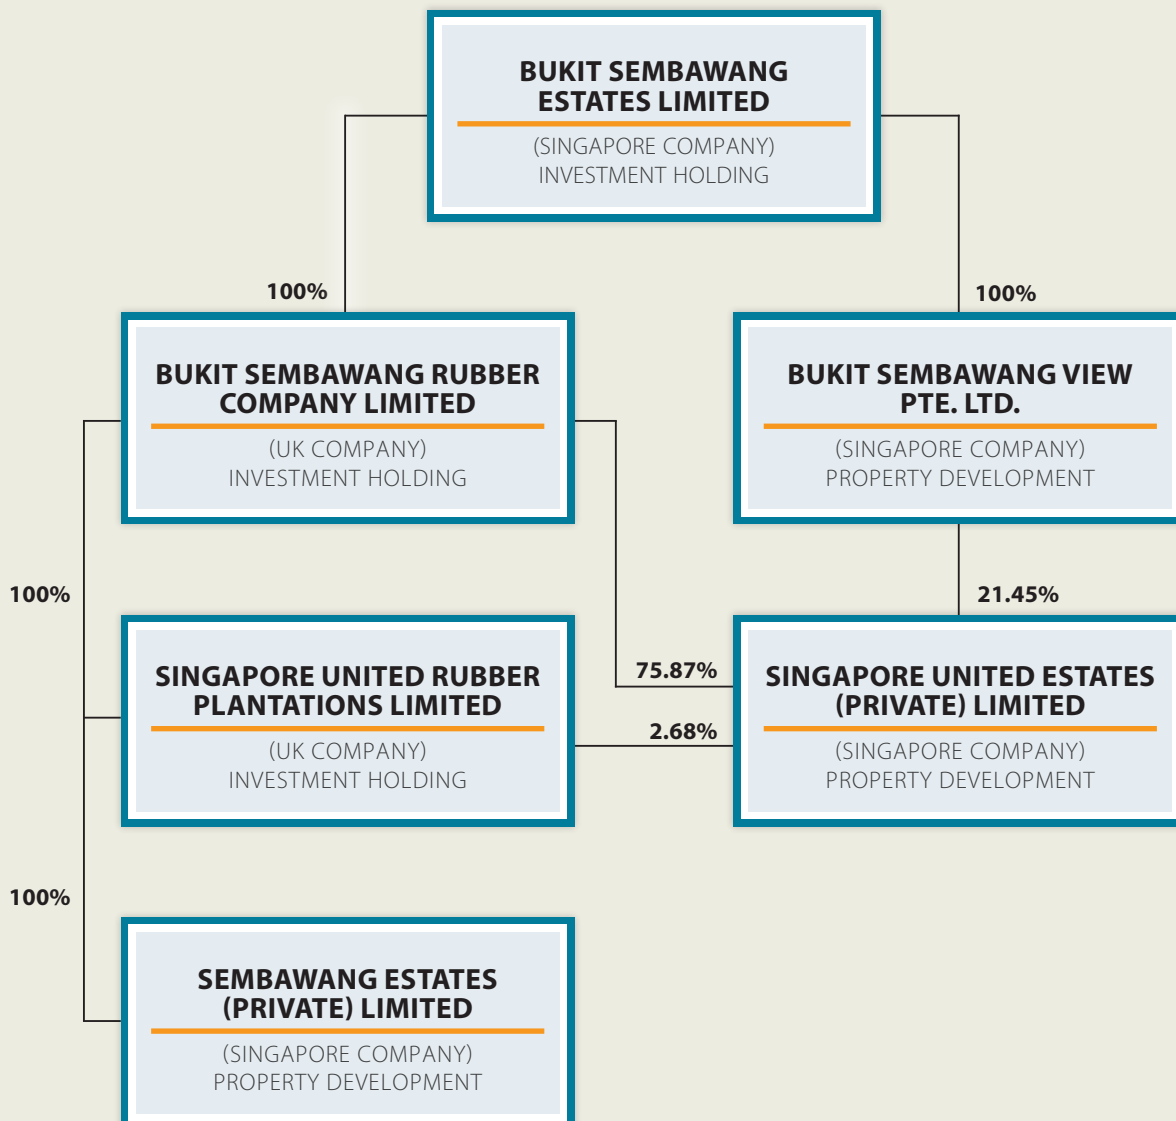 BUKIT SEMBAWANG
ESTATES LIMITED
(SINGAPORE COMPANY)
INVESTMENT HOLDING
100%
100%
BUKIT SEMBAWANG RUBBER
COMPANY LIMITED
(UK COMPANY)
INVESTMENT HOLDING
BUKIT SEMBAWANG VIEW
PTE. LTD.
(SINGAPORE COMPANY)
PROPERTY DEVELOPMENT
100%
21.45%
SINGAPORE UNITED RUBBER
PLANTATIONS LIMITED
(UK COMPANY)
INVESTMENT HOLDING
75.87%
2.68%
SINGAPORE UNITED ESTATES
(PRIVATE) LIMITED
(SINGAPORE COMPANY)
PROPERTY DEVELOPMENT
100%
SEMBAWANG ESTATES
(PRIVATE) LIMITED
(SINGAPORE COMPANY)
PROPERTY DEVELOPMENT